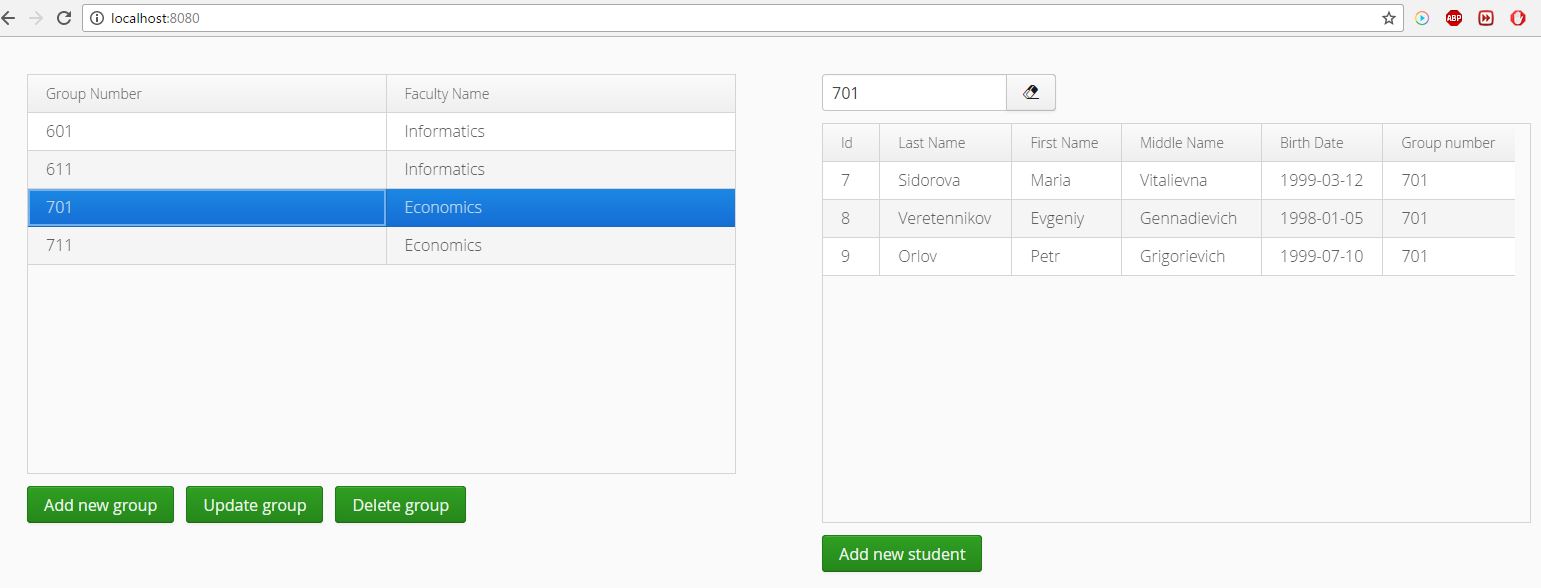 localhost:8080
Group Number Faculty Name
601 Informatics
611 Informatics
701 Economics
711 Economics
Add new group Update group Delete group
701
Id Last Name First Name Middle Name Birth Date Group number
7 Sidorova Maria Vitalievna 1999-03-12 701
8 Veretennikov Evgeniy Gennadievich 1998-01-05 701
9 Orlov Petr Grigorievich 1999-07-10 701
Add new student
ABP